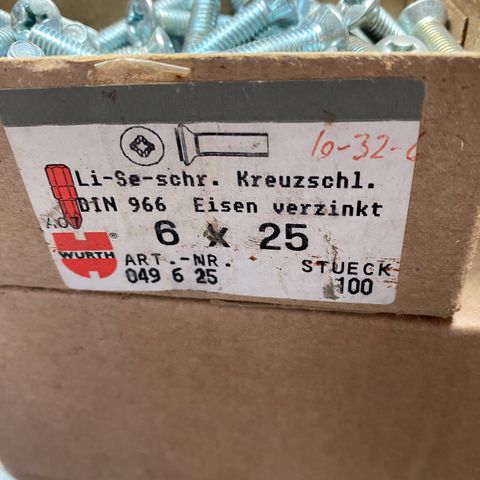 10-32-
Li-Se-schr. Kreuzschl.
DIN 966 Eisen verzinkt
6 x 25
WÜRTH ®
ART.-NR. STUECK
049 6 25 100